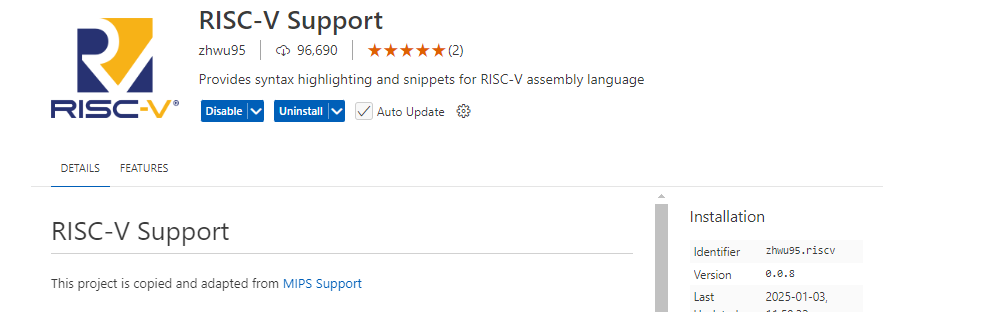 RISC-V Support
zhwu95 96,690 (2)
Provides syntax highlighting and snippets for RISC-V assembly language
Disable Uninstall Auto Update
RISC-V®
DETAILS FEATURES
RISC-V Support
This project is copied and adapted from MIPS Support
Installation
Identifier zhwu95.riscv
Version 0.0.8
Last 2025-01-03,